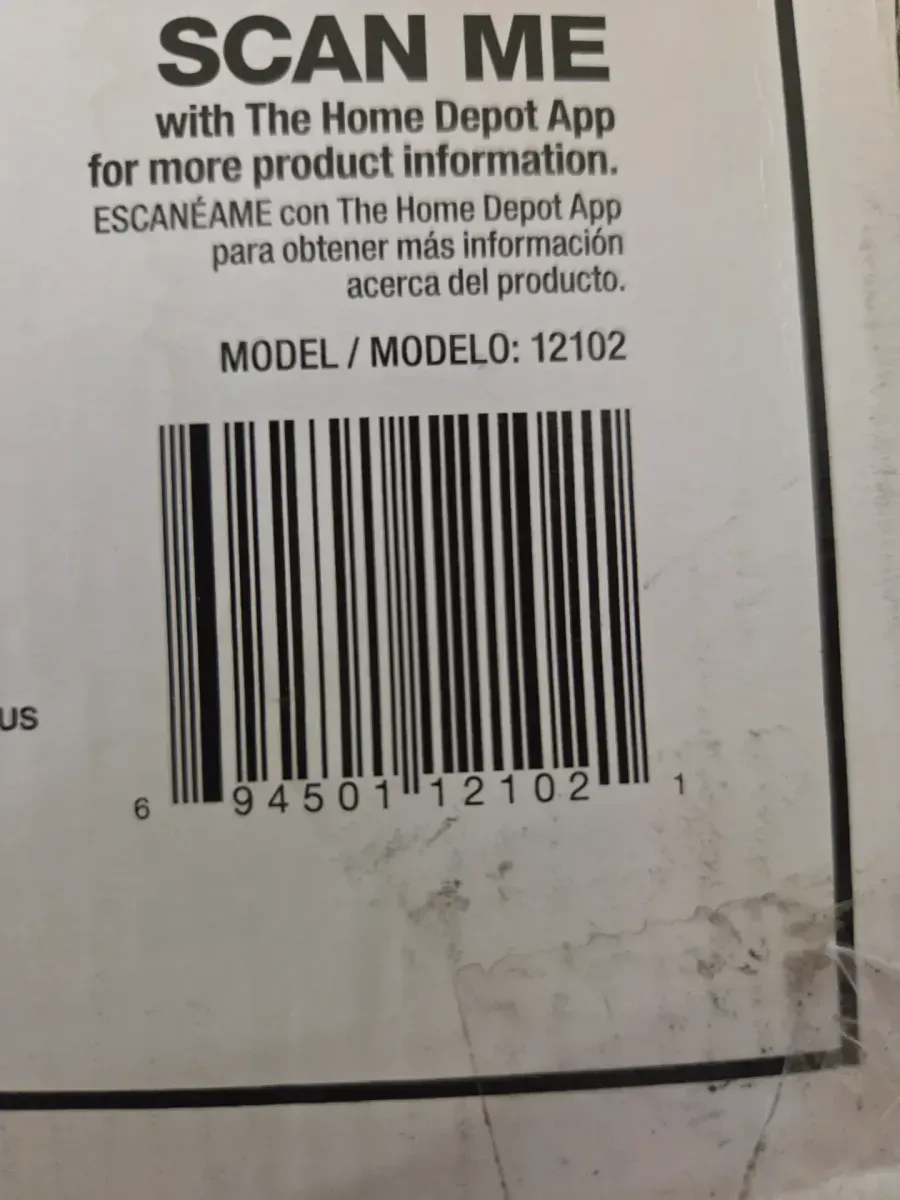 SCAN ME
with The Home Depot App
for more product information.
ESCANÉAME con The Home Depot App
para obtener más información
acerca del producto.
MODEL / MODELO: 12102
US
6 94501 12102 1